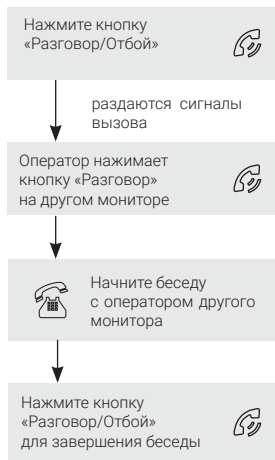 Нажмите кнопку
«Разговор/Отбой»
раздаются сигналы
вызова
Оператор нажимает
кнопку «Разговор»
на другом мониторе
Начните беседу
с оператором другого
монитора
Нажмите кнопку
«Разговор/Отбой»
для завершения беседы